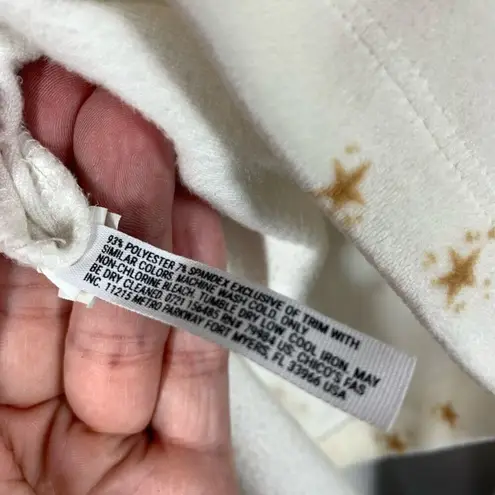 93% POLYESTER 7% SPANDEX EXCLUSIVE OF TRIM WITH
SIMILAR COLORS MACHINE WASH COLD. ONLY
NON-CHLORINE BLEACH. TUMBLE DRY LOW. COOL IRON. MAY
BE DRY CLEANED. 0721 156485 RN# 79984 US: CHICO'S FAS
INC. 11215 METRO PARKWAY FORT MYERS, FL 33966 USA